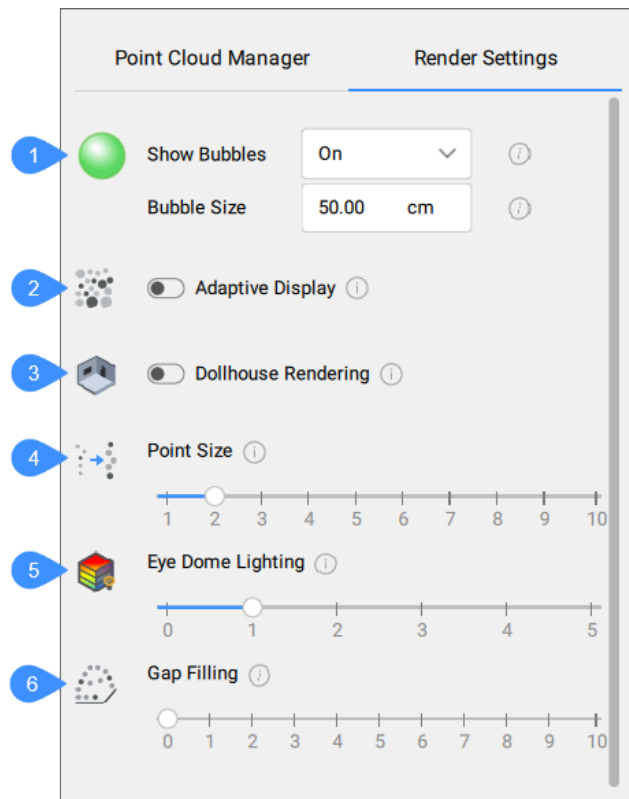 Point Cloud Manager Render Settings
1 Show Bubbles On i
Bubble Size 50.00 cm i
2 Adaptive Display i
3 Dollhouse Rendering i
4 Point Size i
1 2 3 4 5 6 7 8 9 10
5 Eye Dome Lighting i
0 1 2 3 4 5
6 Gap Filling i
0 1 2 3 4 5 6 7 8 9 10